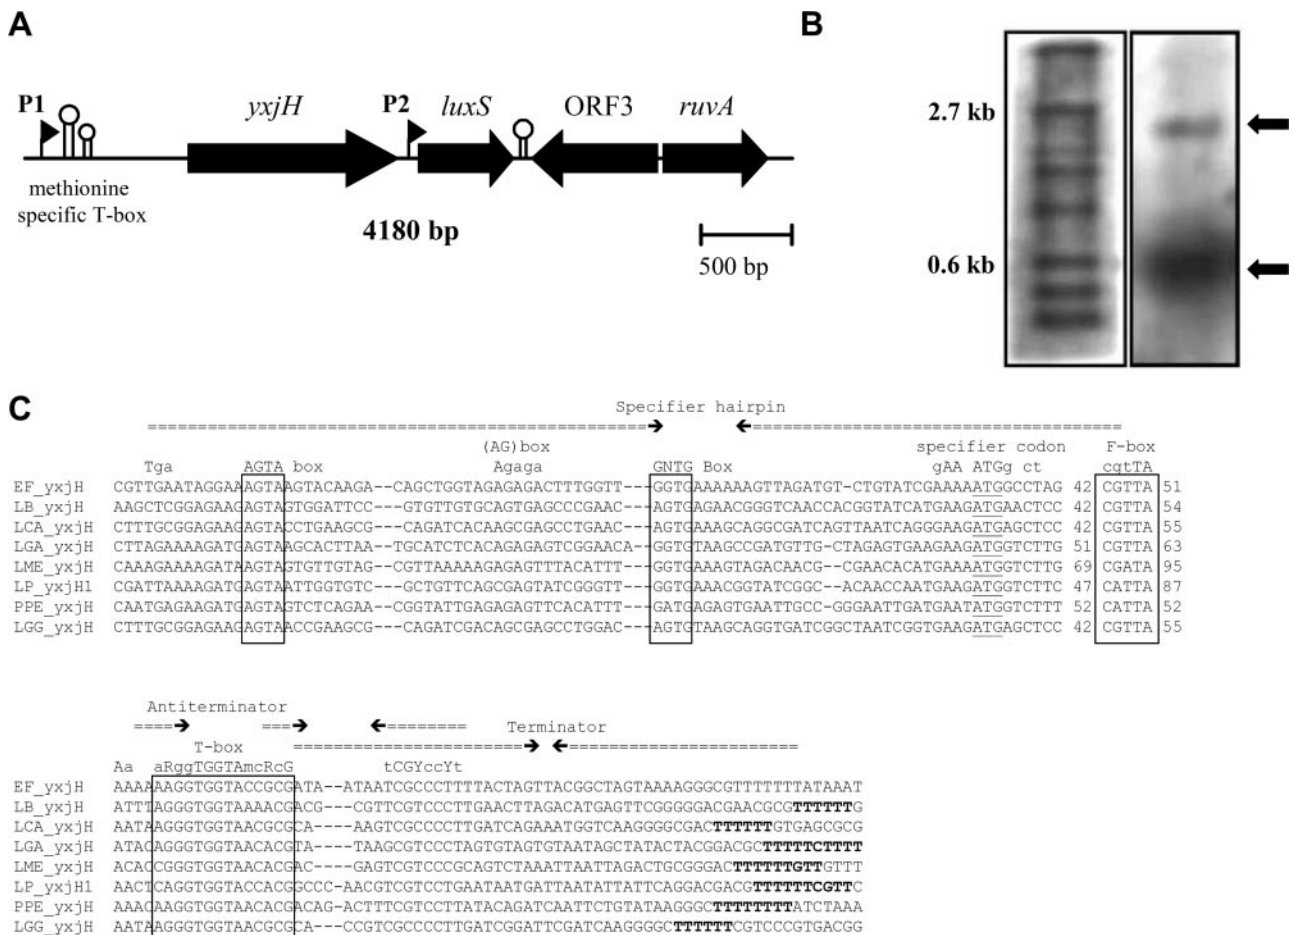 A
B
P1
yxjH
P2
luxS
ORF3
ruvA
methionine
specific T-box
4180 bp
500 bp
2.7 kb
0.6 kb
C
Specifier hairpin
(AG)box
specifier codon
F-box
Tga AGTA box Agaga GNTG Box gAA ATGg ct cgtTA
EF_yxjH CGTTGAATAGGAAAGTAAGTACAAGA---CAGCTGGTAGAGAGACTTTGGTT---GGTGAAAAAAGTTAGATGT-CTGTATCGAAAAATGGCCTAG 42 CGTTA 51
LB_yxjH AAGCTCGGAGAAGAGTAGTGGATTCC---GTGTTGTGCAGTGAGCCCGAAC---AGTGAGAACGGGTCAACCACGGTATCATGAAGATGAACTCC 42 CGTTA 54
LCA_yxjH CTTTGCGGAGAAGAGTACCTGAAGCG---CAGATCACAAGCGAGCCTGAAC---AGTGAAGCAGGCGATCAGTTAATCAGGGAAGATGAGCTCC 42 CGTTA 55
LGA_yxjH CTTAGAAAAGATGAGTAAGCACTTAA--TGCATCTCACAGAGAGTCGGAACA--GGTGTAAGCCGATGTTG-CTAGAGTGAAGAAGATGGTCTTG 51 CGTTA 63
LME_yxjH CAAAGAAAAGATAAGTAGTGTTGTAG---CGTTAAAAAGAGAGTTTACATTT---GGTGAAAGTAGACAACG--CGAACACATGAAAATGGTCTTG 69 CGATA 95
LP_yxjH1 CGATTAAAAGATGAGTAATTGGTGTC---GCTGTTCAGCGAGTATCGGGTT---GGTGAAACGGTATCGGC--ACAACCAATGAAGATGGTCTTC 47 CATTA 87
PPE_yxjH CAATGAGAAGATGAGTAGTCTCAGAA---CGGTATTGAGAGAGTTCACATTT---GATGAGAGTGAATTGCC-GGGAATTGATGAATATGGTCTTT 52 CATTA 52
LGG_yxjH CTTTGCGGAGAAGAGTAACCGAAGCG---CAGATCGACAGCGAGCCTGGAC---AGTGTAAGCAGGTGATCGGCTAATCGGTGAAGATGAGCTCC 42 CGTTA 55
Antiterminator
Terminator
T-box
Aa aRggTGGTAmcRcG tCGYccYt
EF_yxjH AAAAAAGGTGGTACCGCGATA--ATAATCGCCCTTTTACTAGTTACGGCTAGTAAAAGGGCGTTTTTTTATAAAT
LB_yxjH ATTTAGGGTGGTAAAACGACG---CGTTCGTCCCTTGAACTTAGACATGAGTTCGGGGGACGAACGCGTTTTTTG
LCA_yxjH AATAAGGGTGGTAACGCGCA----AAGTCGCCCCTTGATCAGAAATGGTCAAGGGGCGACTTTTTTGTGAGCGCG
LGA_yxjH ATACAGGGTGGTAACACGTA----TAAGCGTCCCTAGTGTAGTGTAATAGCTATACTACGGACGCTTTTTCTTTT
LME_yxjH ACACCGGGTGGTAACACGAC----GAGTCGTCCCGCAGTCTAAATTAATTAGACTGCGGGACTTTTTTGTTGTTT
LP_yxjH1 AACTCAGGTGGTACCACGGCCC-AACGTCGTCCTGAATAATGATTAATATTATTCAGGACGACGTTTTTTCGTTC
PPE_yxjH AAACAAGGTGGTAACACGACAG-ACTTTCGTCCTTATACAGATCAATTCTGTATAAGGGCTTTTTTTTATCTAAA
LGG_yxjH AATAAGGGTGGTAACGCGCA----CCGTCGCCCCTTGATCGGATTCGATCAAGGGGCTTTTTTCGTCCCGTGACGG